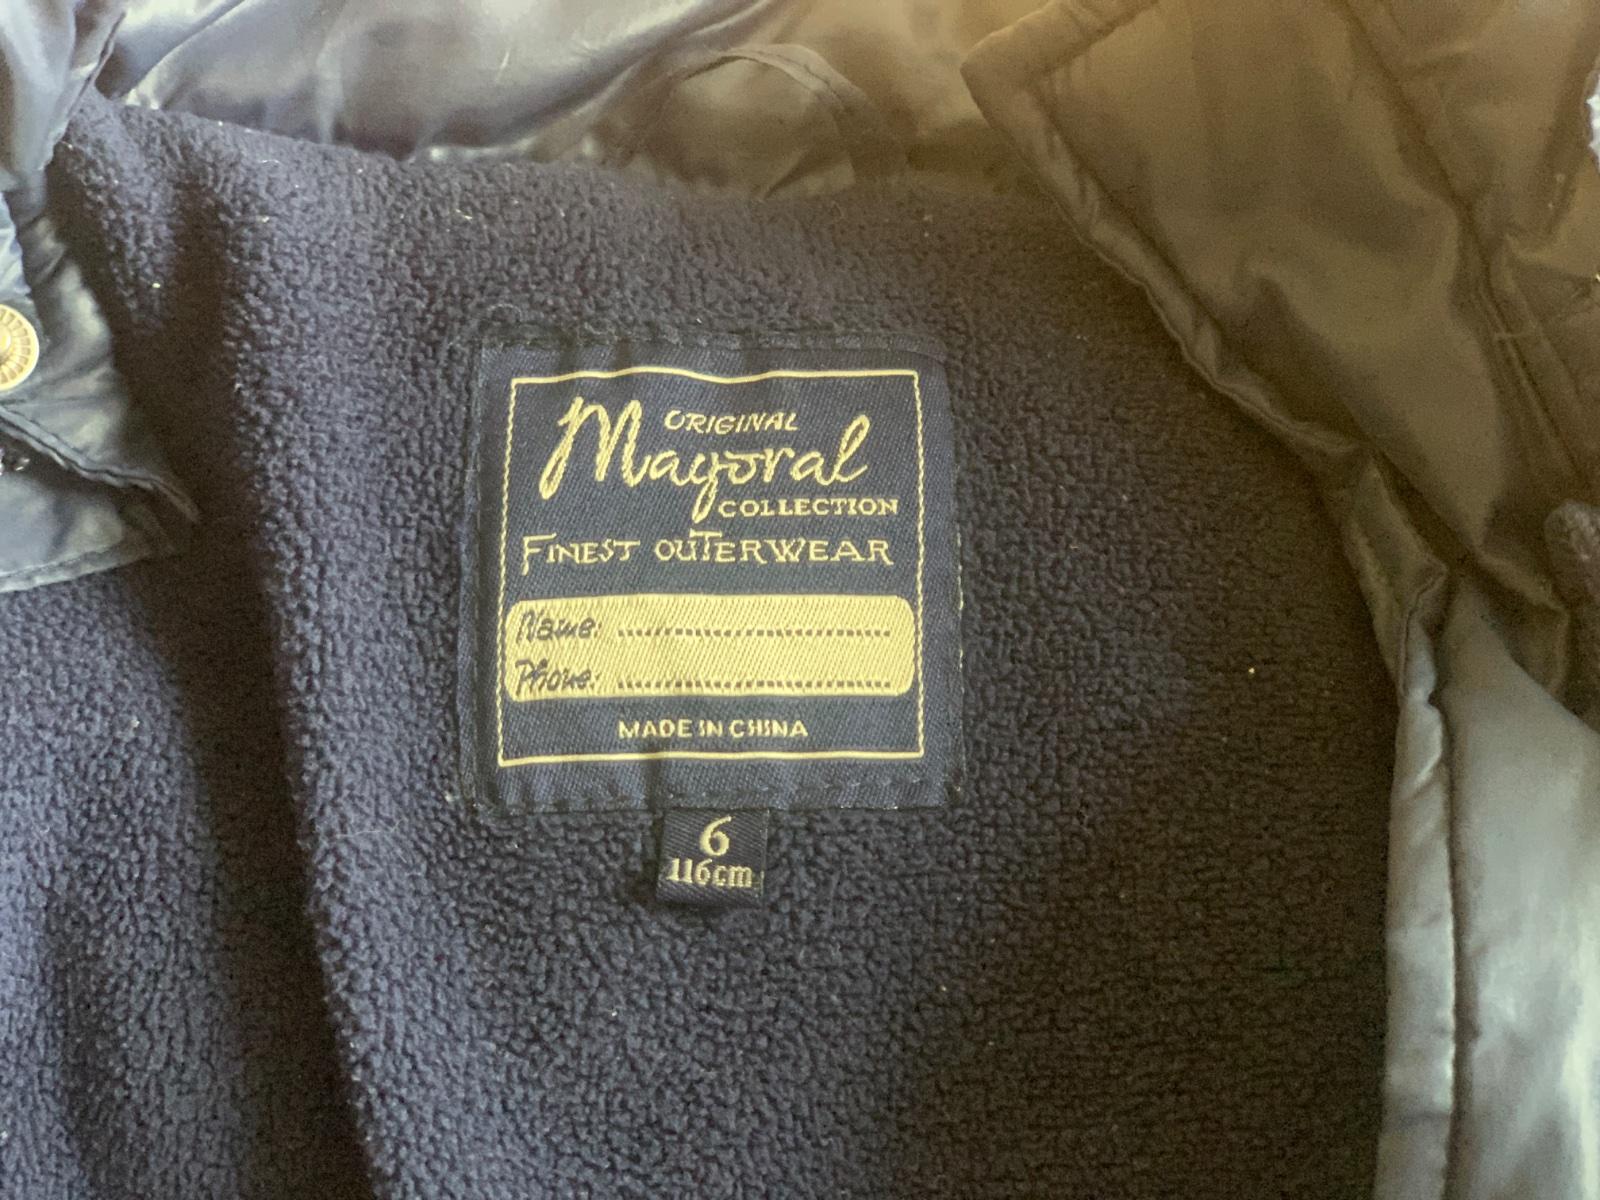 ORIGINAL
Mayoral
COLLECTION
FINEST OUTERWEAR
Name: ....................................
Phone: ....................................
MADE IN CHINA
6
116cm